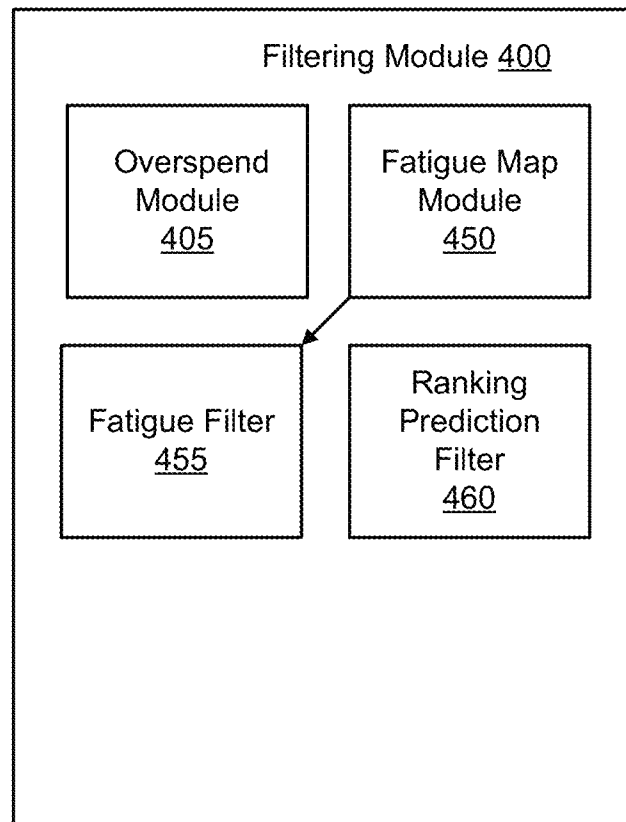 Filtering Module 400
Overspend
Module
405
Fatigue Map
Module
450
Fatigue Filter
455
Ranking
Prediction
Filter
460